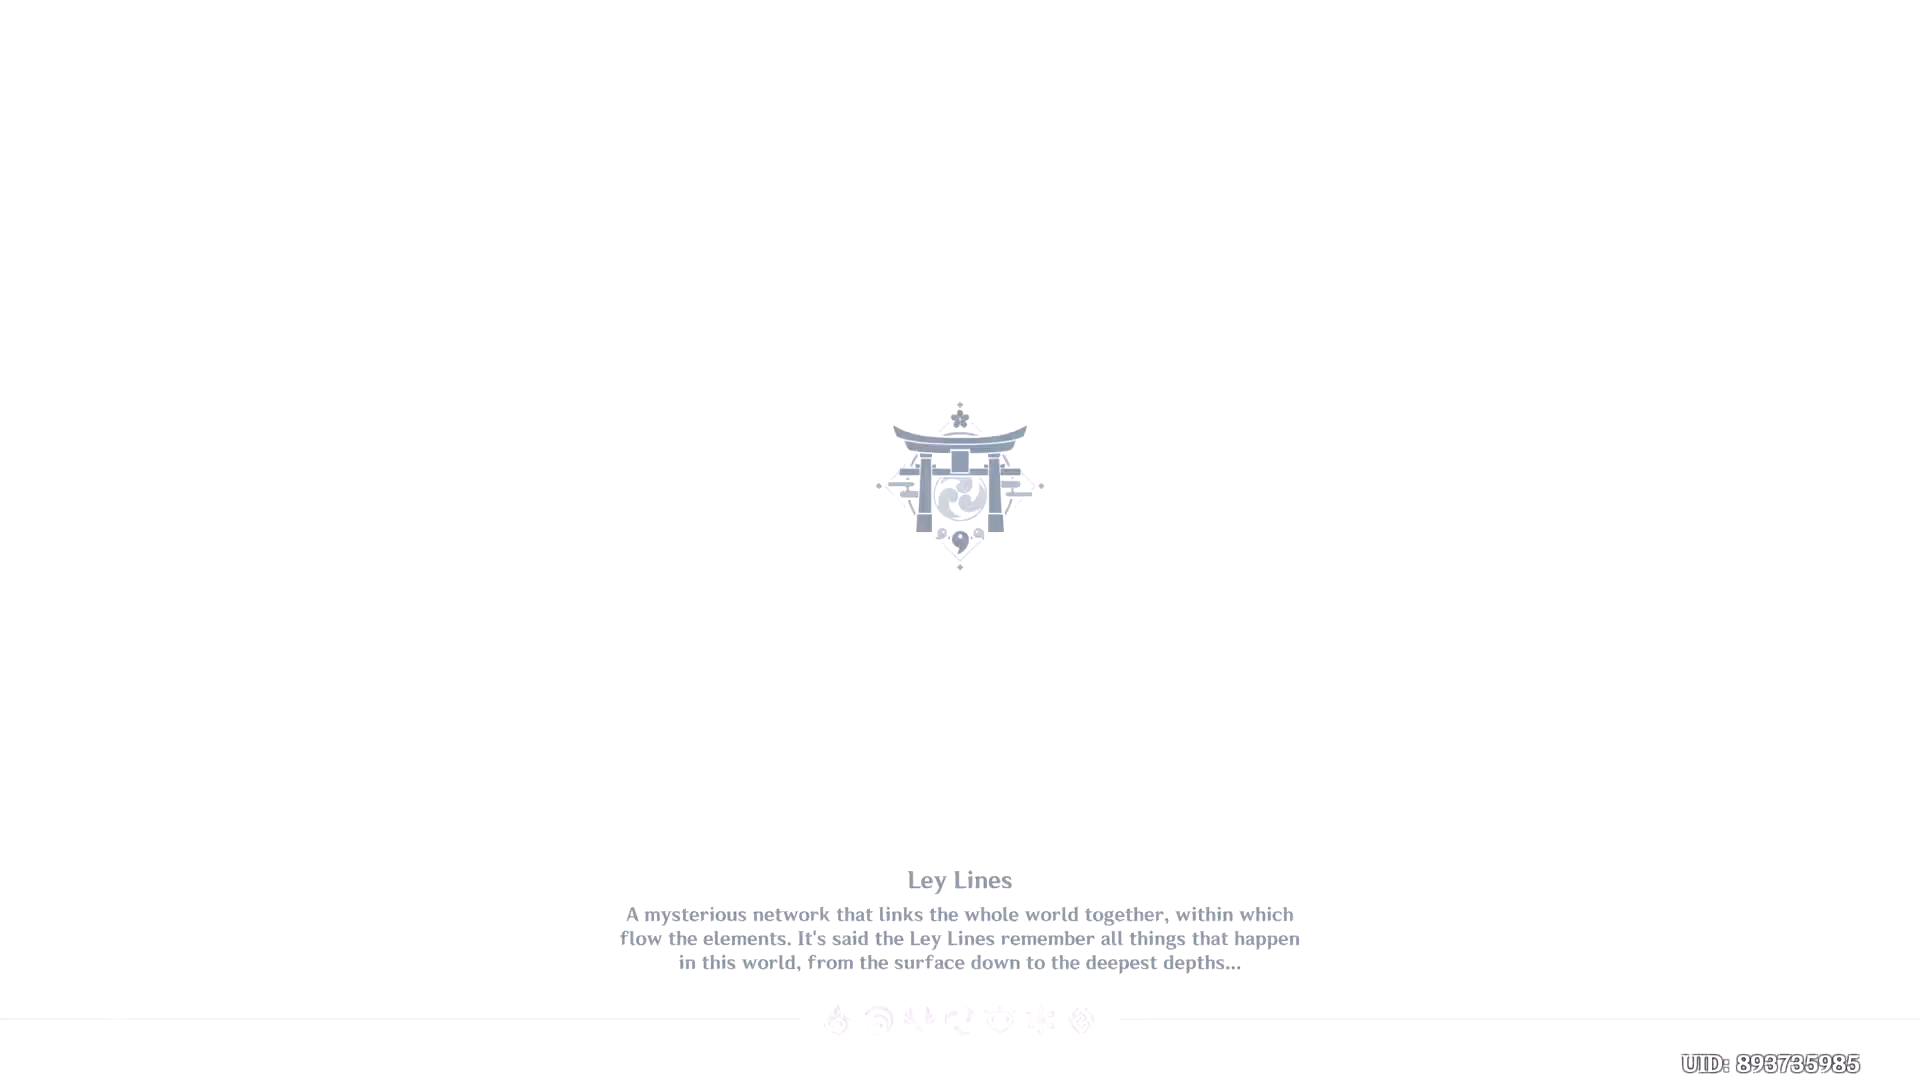 Ley Lines
A mysterious network that links the whole world together, within which
flow the elements. It's said the Ley Lines remember all things that happen
in this world, from the surface down to the deepest depths...
UID: 893735985